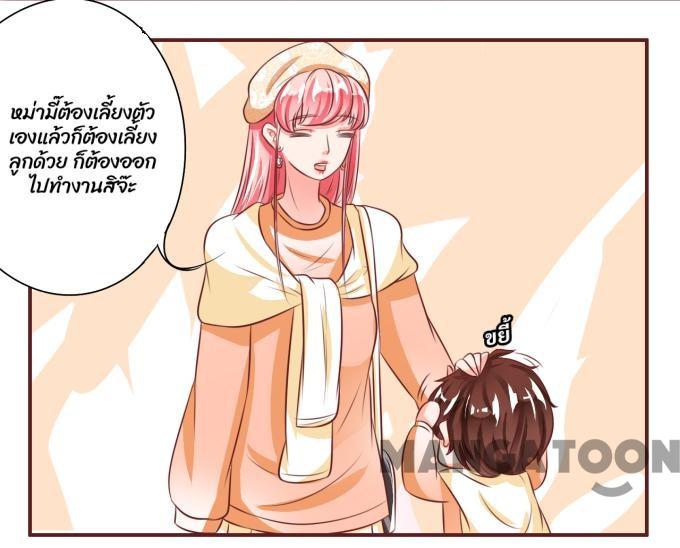 หม่ามี๊ต้องเลี้ยงตัว
เองแล้วก็ต้องเลี้ยง
ลูกด้วย ก็ต้องออก
ไปทำงานสิจ๊ะ
ขยี้
MANGATOON